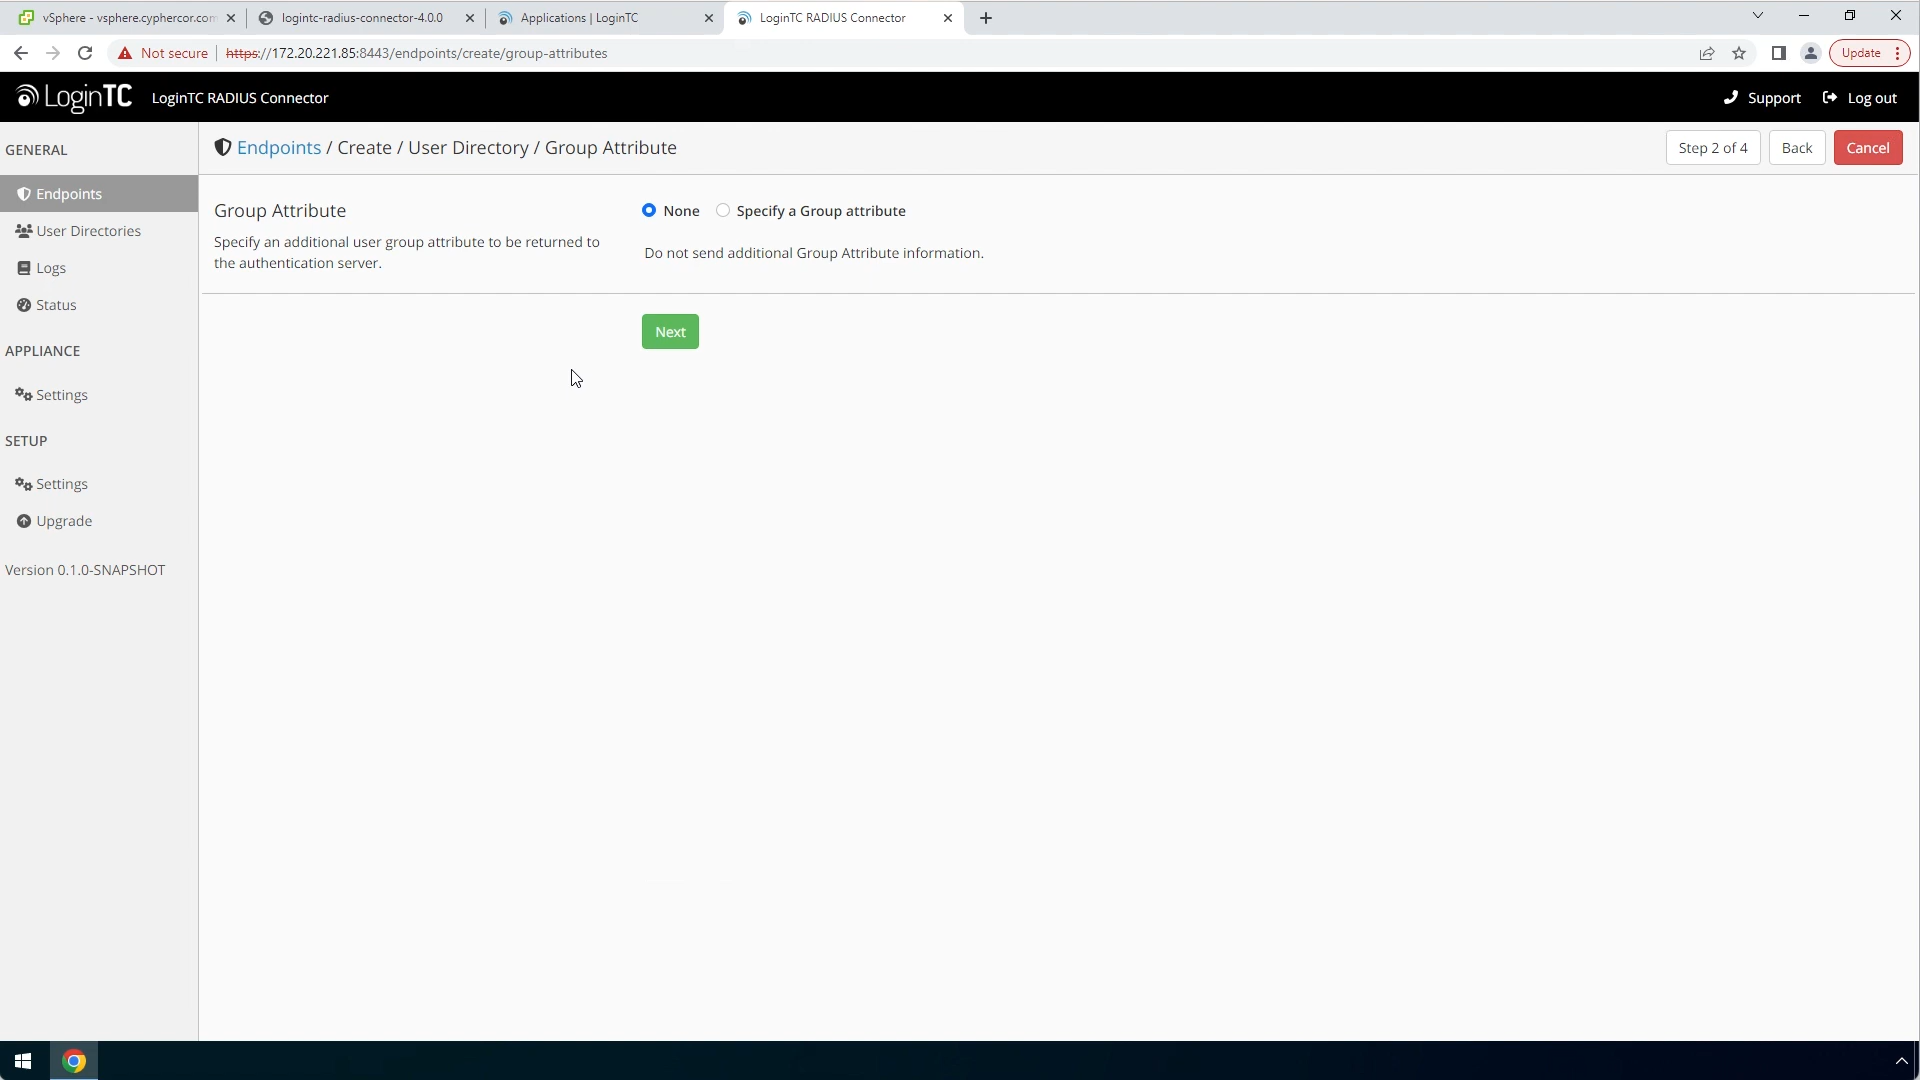 vSphere - vsphere.cyphercor.com
logintc-radius-connector-4.0.0
Applications | LoginTC
LoginTC RADIUS Connector
Not secure
https://172.20.221.85:8443/endpoints/create/group-attributes
Update
LoginTC
LoginTC RADIUS Connector
Support
Log out
GENERAL
Endpoints
User Directories
Logs
Status
APPLIANCE
Settings
SETUP
Settings
Upgrade
Version 0.1.0-SNAPSHOT
Endpoints / Create / User Directory / Group Attribute
Step 2 of 4
Back
Cancel
Group Attribute
Specify an additional user group attribute to be returned to
the authentication server.
None
Specify a Group attribute
Do not send additional Group Attribute information.
Next